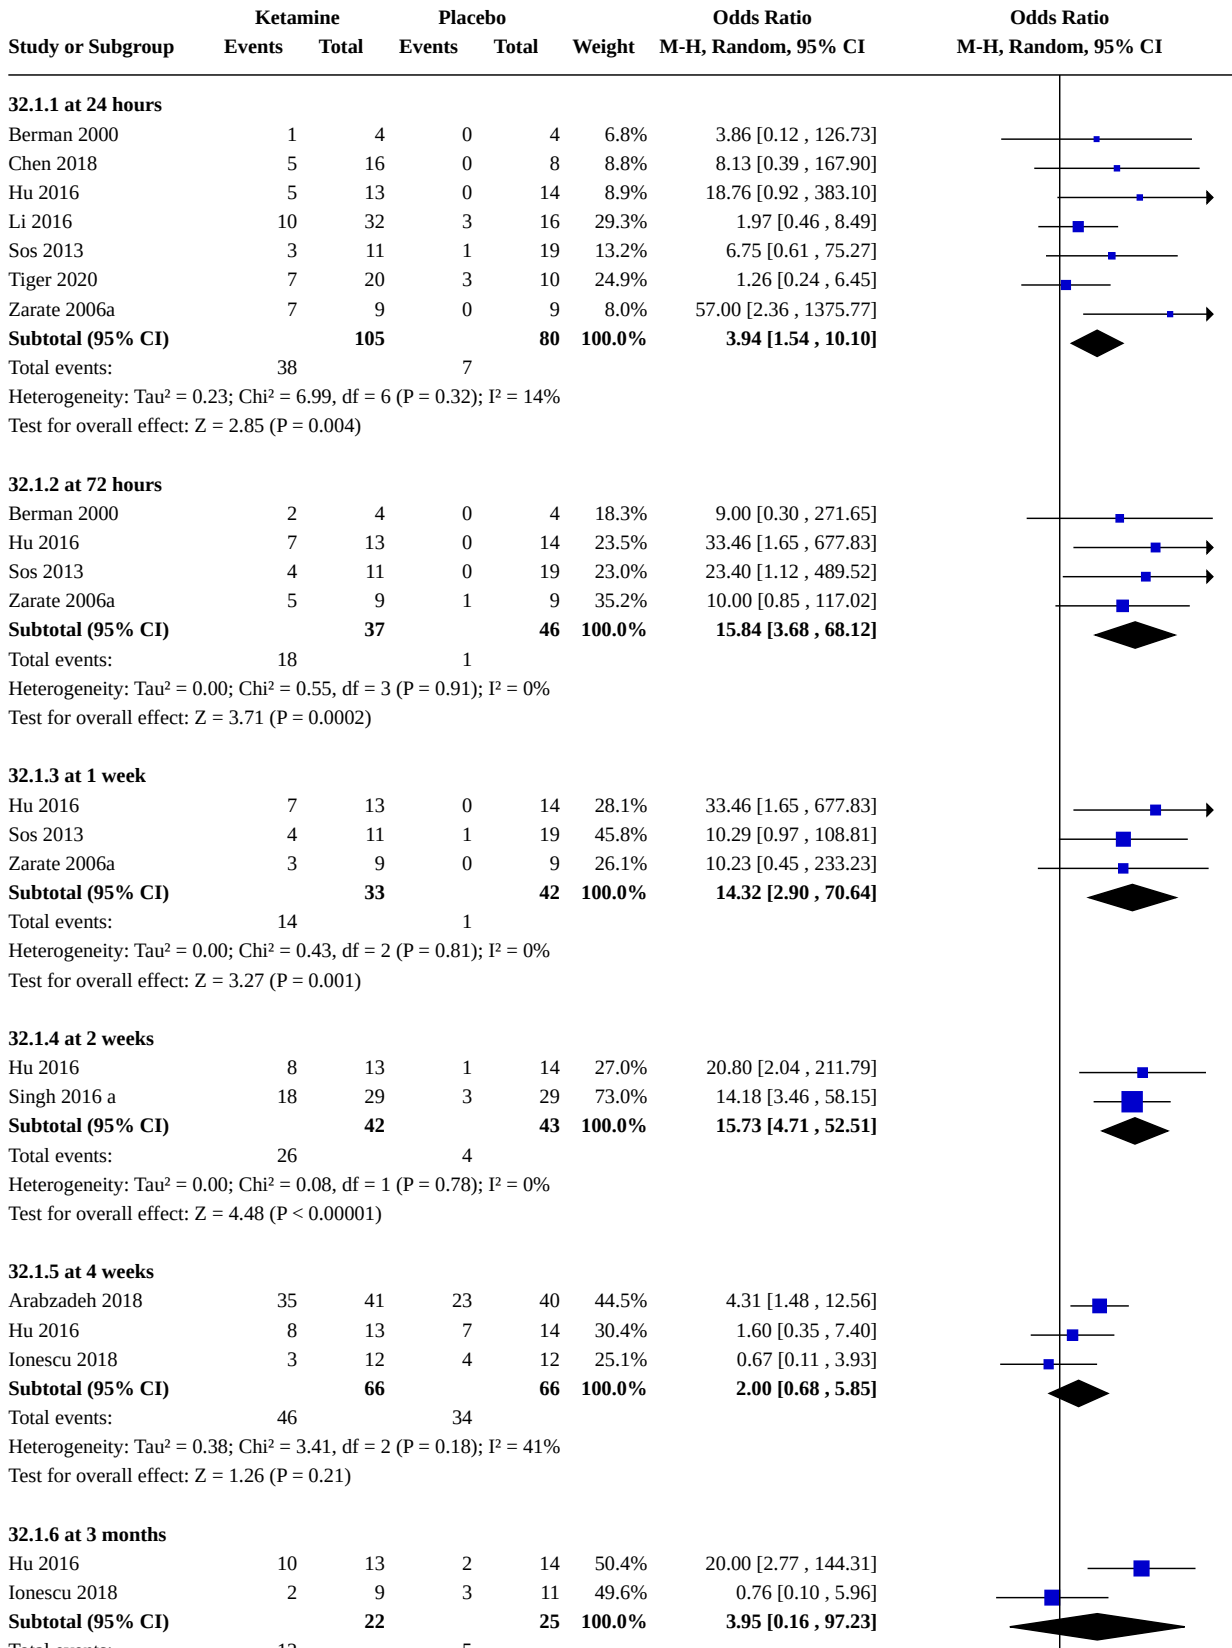 Ketamine Placebo Odds Ratio Odds Ratio
Study or Subgroup Events Total Events Total Weight M-H, Random, 95% CI M-H, Random, 95% CI
32.1.1 at 24 hours
Berman 2000 1 4 0 4 6.8% 3.86 [0.12 , 126.73]
Chen 2018 5 16 0 8 8.8% 8.13 [0.39 , 167.90]
Hu 2016 5 13 0 14 8.9% 18.76 [0.92 , 383.10]
Li 2016 10 32 3 16 29.3% 1.97 [0.46 , 8.49]
Sos 2013 3 11 1 19 13.2% 6.75 [0.61 , 75.27]
Tiger 2020 7 20 3 10 24.9% 1.26 [0.24 , 6.45]
Zarate 2006a 7 9 0 9 8.0% 57.00 [2.36 , 1375.77]
Subtotal (95% CI) 105 80 100.0% 3.94 [1.54 , 10.10]
Total events: 38 7
Heterogeneity: Tau² = 0.23; Chi² = 6.99, df = 6 (P = 0.32); I² = 14%
Test for overall effect: Z = 2.85 (P = 0.004)
32.1.2 at 72 hours
Berman 2000 2 4 0 4 18.3% 9.00 [0.30 , 271.65]
Hu 2016 7 13 0 14 23.5% 33.46 [1.65 , 677.83]
Sos 2013 4 11 0 19 23.0% 23.40 [1.12 , 489.52]
Zarate 2006a 5 9 1 9 35.2% 10.00 [0.85 , 117.02]
Subtotal (95% CI) 37 46 100.0% 15.84 [3.68 , 68.12]
Total events: 18 1
Heterogeneity: Tau² = 0.00; Chi² = 0.55, df = 3 (P = 0.91); I² = 0%
Test for overall effect: Z = 3.71 (P = 0.0002)
32.1.3 at 1 week
Hu 2016 7 13 0 14 28.1% 33.46 [1.65 , 677.83]
Sos 2013 4 11 1 19 45.8% 10.29 [0.97 , 108.81]
Zarate 2006a 3 9 0 9 26.1% 10.23 [0.45 , 233.23]
Subtotal (95% CI) 33 42 100.0% 14.32 [2.90 , 70.64]
Total events: 14 1
Heterogeneity: Tau² = 0.00; Chi² = 0.43, df = 2 (P = 0.81); I² = 0%
Test for overall effect: Z = 3.27 (P = 0.001)
32.1.4 at 2 weeks
Hu 2016 8 13 1 14 27.0% 20.80 [2.04 , 211.79]
Singh 2016 a 18 29 3 29 73.0% 14.18 [3.46 , 58.15]
Subtotal (95% CI) 42 43 100.0% 15.73 [4.71 , 52.51]
Total events: 26 4
Heterogeneity: Tau² = 0.00; Chi² = 0.08, df = 1 (P = 0.78); I² = 0%
Test for overall effect: Z = 4.48 (P < 0.00001)
32.1.5 at 4 weeks
Arabzadeh 2018 35 41 23 40 44.5% 4.31 [1.48 , 12.56]
Hu 2016 8 13 7 14 30.4% 1.60 [0.35 , 7.40]
Ionescu 2018 3 12 4 12 25.1% 0.67 [0.11 , 3.93]
Subtotal (95% CI) 66 66 100.0% 2.00 [0.68 , 5.85]
Total events: 46 34
Heterogeneity: Tau² = 0.38; Chi² = 3.41, df = 2 (P = 0.18); I² = 41%
Test for overall effect: Z = 1.26 (P = 0.21)
32.1.6 at 3 months
Hu 2016 10 13 2 14 50.4% 20.00 [2.77 , 144.31]
Ionescu 2018 2 9 3 11 49.6% 0.76 [0.10 , 5.96]
Subtotal (95% CI) 22 25 100.0% 3.95 [0.16 , 97.23]